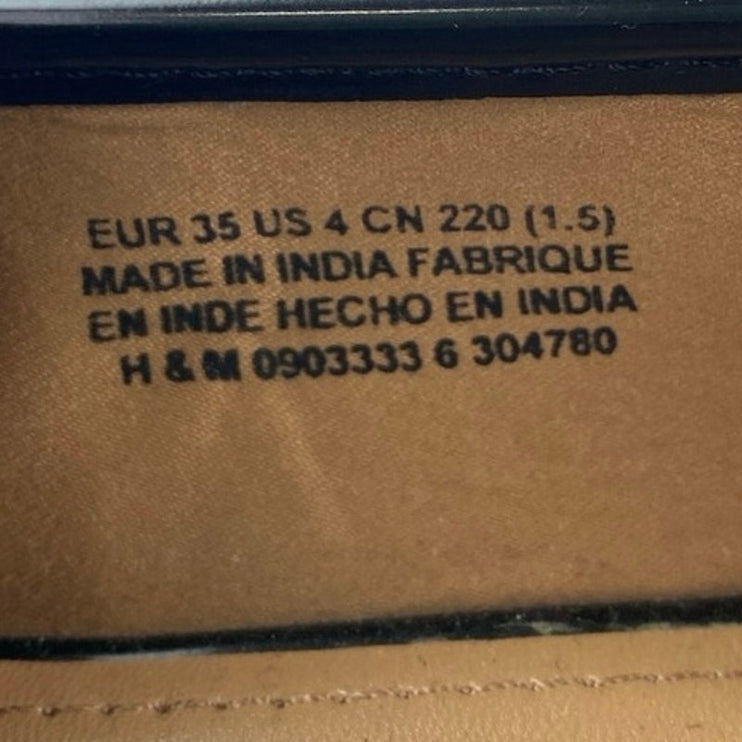 EUR 35 US 4 CN 220 (1.5)
MADE IN INDIA FABRIQUE
EN INDE HECHO EN INDIA
H & M 0903333 6 304780